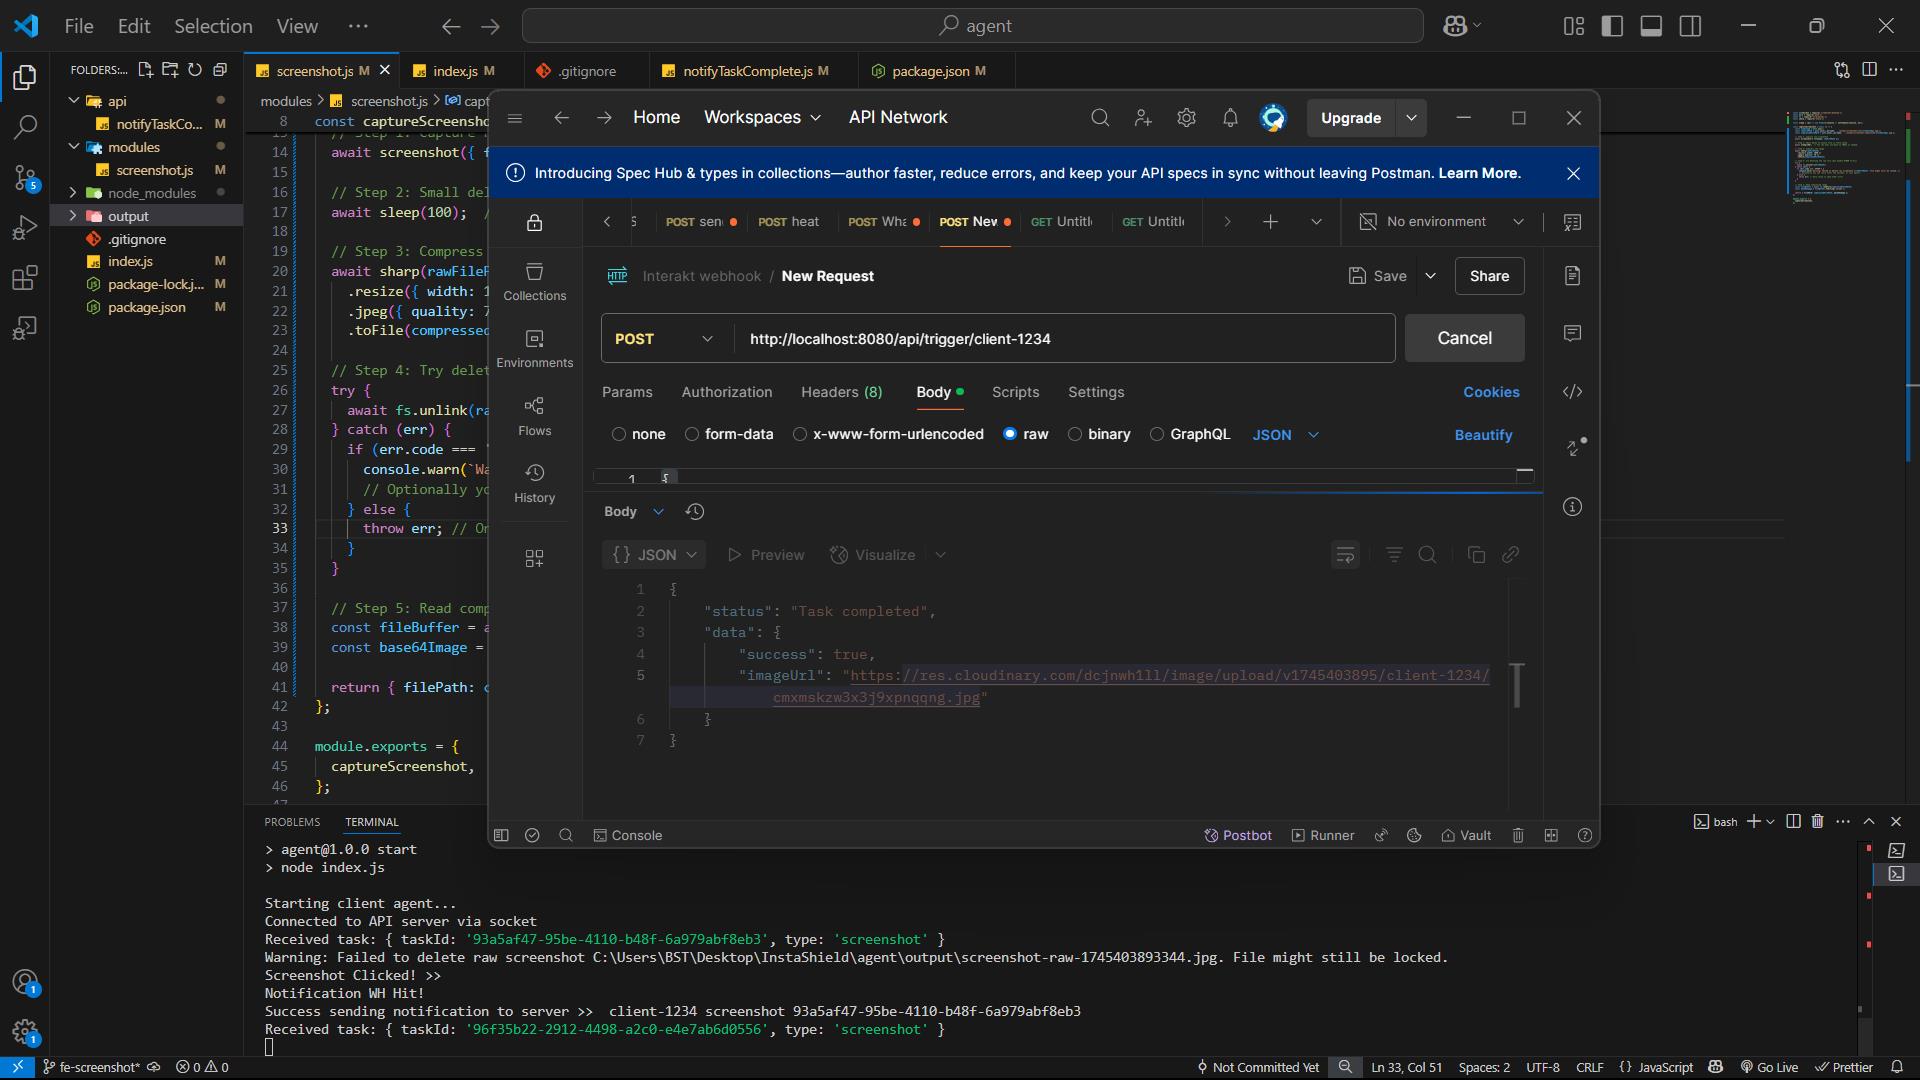 File Edit Selection View ··· agent
FOLDERS:...
api
notifyTaskCo... M
modules
screenshot.js M
node_modules
output
.gitignore
index.js M
package-lock.j... M
package.json M
5
1
1
screenshot.js M index.js M .gitignore notifyTaskComplete.js M package.json M
modules > screenshot.js > capt
8 const captureScreensho
14 await screenshot({ f
15
16 // Step 2: Small del
17 await sleep(100); /
18
19 // Step 3: Compress
20 await sharp(rawFileP
21 .resize({ width: 1
22 .jpeg({ quality: 7
23 .toFile(compressed
24
25 // Step 4: Try delet
26 try {
27 await fs.unlink(ra
28 } catch (err) {
29 if (err.code === '
30 console.warn(`Wa
31 // Optionally yo
32 } else {
33 throw err; // On
34 }
35 }
36
37 // Step 5: Read comp
38 const fileBuffer = a
39 const base64Image =
40
41 return { filePath: c
42 };
43
44 module.exports = {
45 captureScreenshot,
46 };
47
Home Workspaces API Network Upgrade
Introducing Spec Hub & types in collections—author faster, reduce errors, and keep your API specs in sync without leaving Postman. Learn More.
POST sen POST heat POST Wha POST New GET Untitl GET Untitl No environment
Collections
Environments
Flows
History
HTTP Interakt webhook / New Request Save Share
POST http://localhost:8080/api/trigger/client-1234 Cancel
Params Authorization Headers (8) Body Scripts Settings Cookies
none form-data x-www-form-urlencoded raw binary GraphQL JSON Beautify
1 {
Body
{} JSON Preview Visualize
1 {
2 "status": "Task completed",
3 "data": {
4 "success": true,
5 "imageUrl": "https://res.cloudinary.com/dcjnwh1ll/image/upload/v1745403895/client-1234/
cmxmskzw3x3j9xpnqqng.jpg"
6 }
7 }
Console Postbot Runner Vault
PROBLEMS TERMINAL bash
> agent@1.0.0 start
> node index.js
Starting client agent...
Connected to API server via socket
Received task: { taskId: '93a5af47-95be-4110-b48f-6a979abf8eb3', type: 'screenshot' }
Warning: Failed to delete raw screenshot C:\Users\BST\Desktop\InstaShield\agent\output\screenshot-raw-1745403893344.jpg. File might still be locked.
Screenshot Clicked! >>
Notification WH Hit!
Success sending notification to server >> client-1234 screenshot 93a5af47-95be-4110-b48f-6a979abf8eb3
Received task: { taskId: '96f35b22-2912-4498-a2c0-e4e7ab6d0556', type: 'screenshot' }
fe-screenshot* 0 0 Not Committed Yet Ln 33, Col 51 Spaces: 2 UTF-8 CRLF {} JavaScript Go Live Prettier